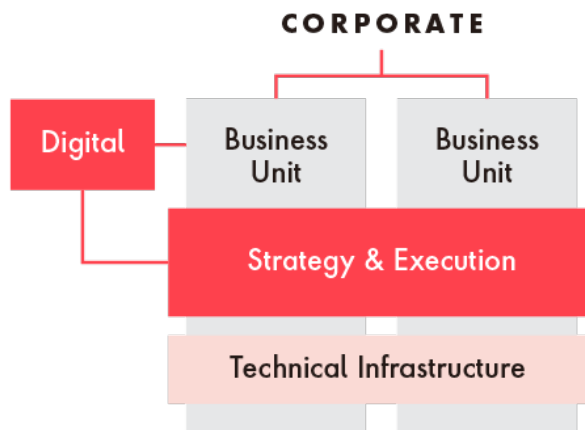 CORPORATE
Digital
Business
Unit
Business
Unit
Strategy & Execution
Technical Infrastructure